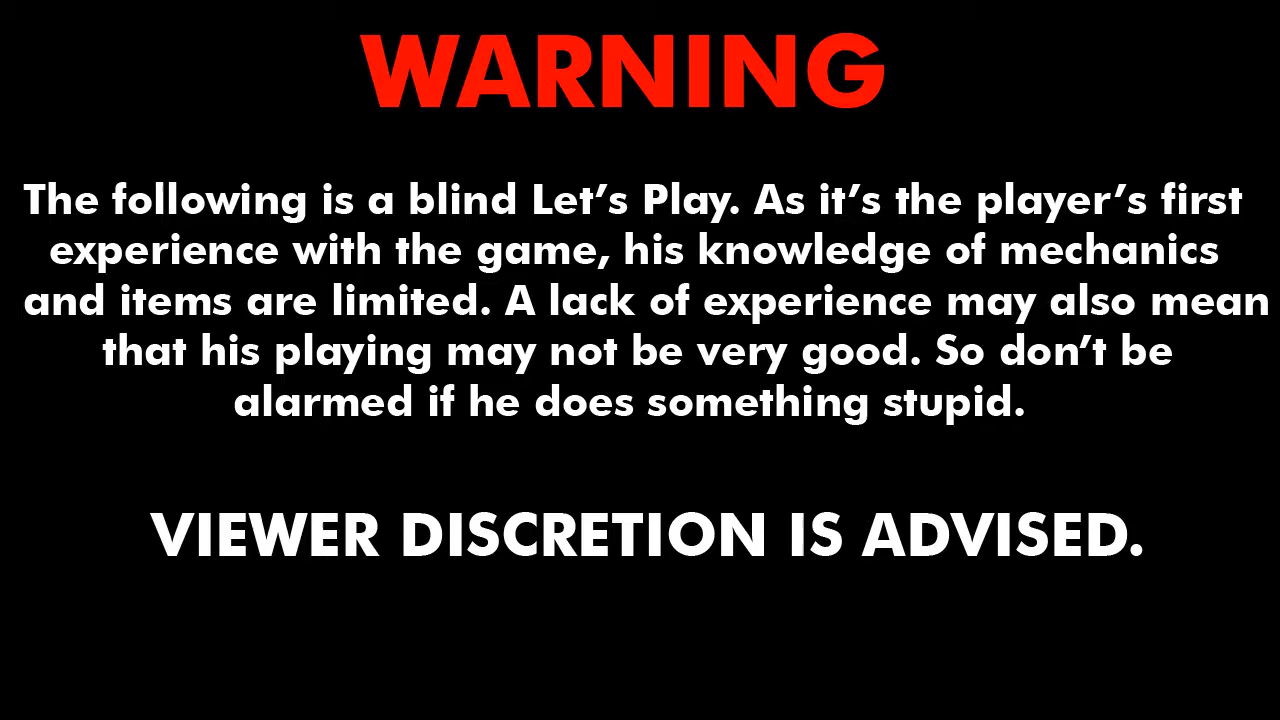 WARNING
The following is a blind Let’s Play. As it’s the player’s first
experience with the game, his knowledge of mechanics
and items are limited. A lack of experience may also mean
that his playing may not be very good. So don’t be
alarmed if he does something stupid.
VIEWER DISCRETION IS ADVISED.